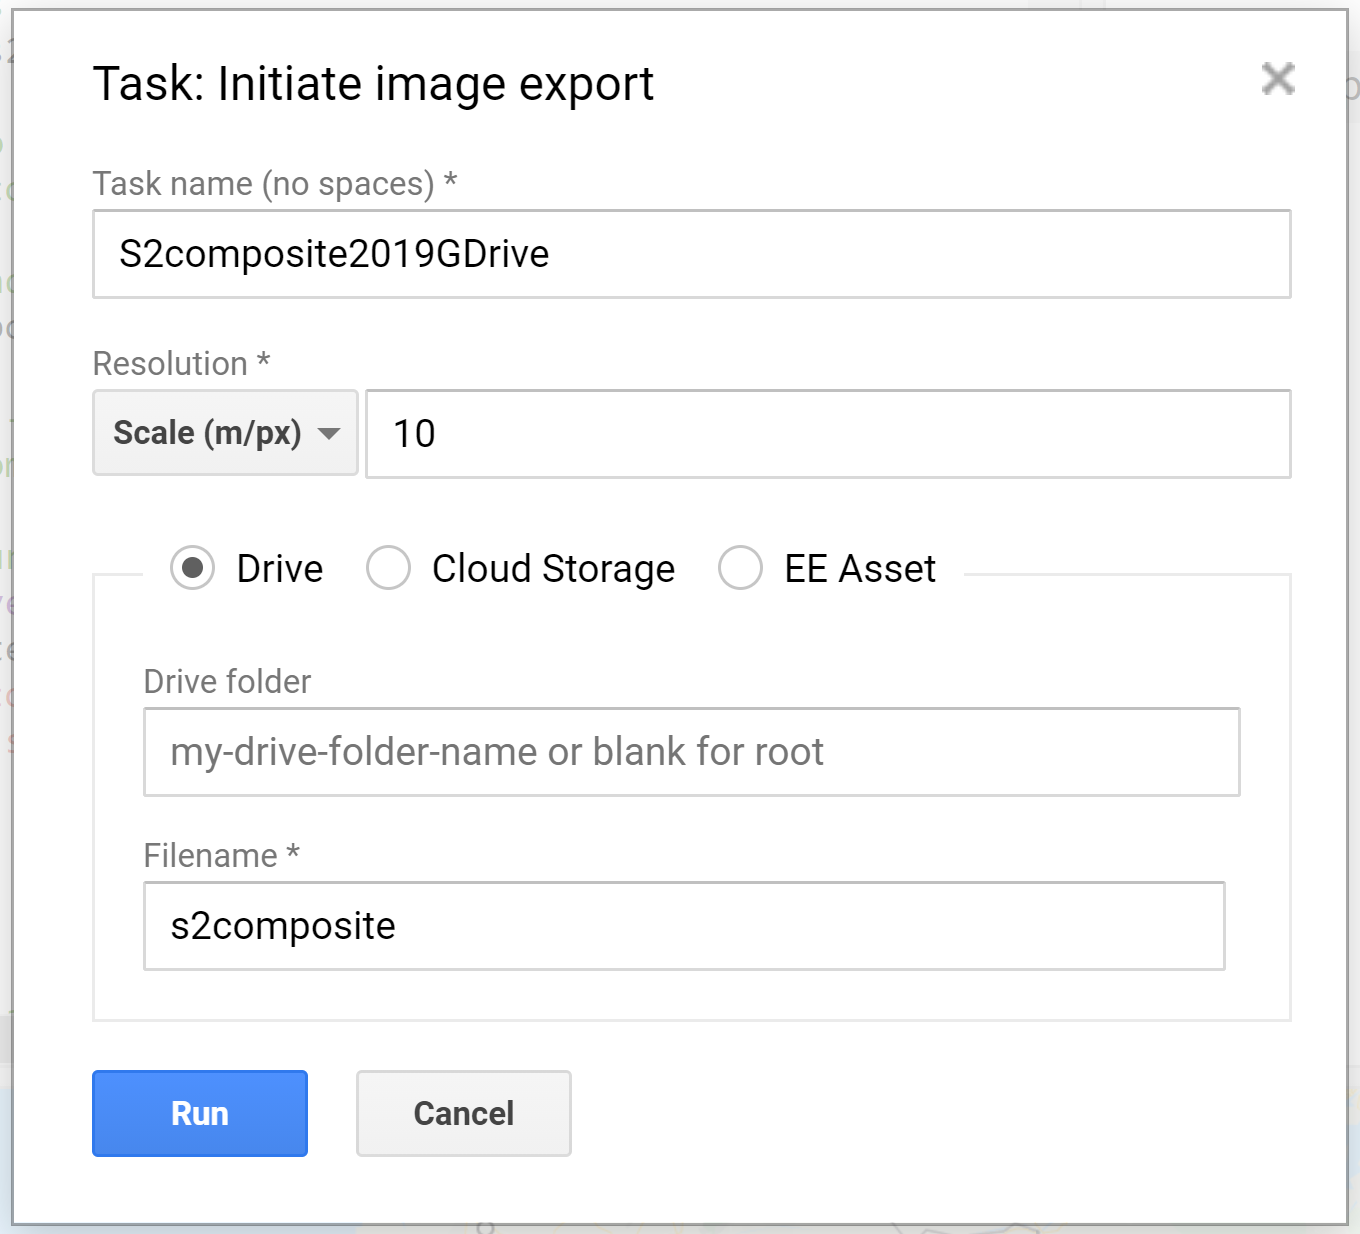 Task: Initiate image export
Task name (no spaces) *
S2composite2019GDrive
Resolution *
Scale (m/px) 10
Drive Cloud Storage EE Asset
Drive folder
my-drive-folder-name or blank for root
Filename *
s2composite
Run Cancel